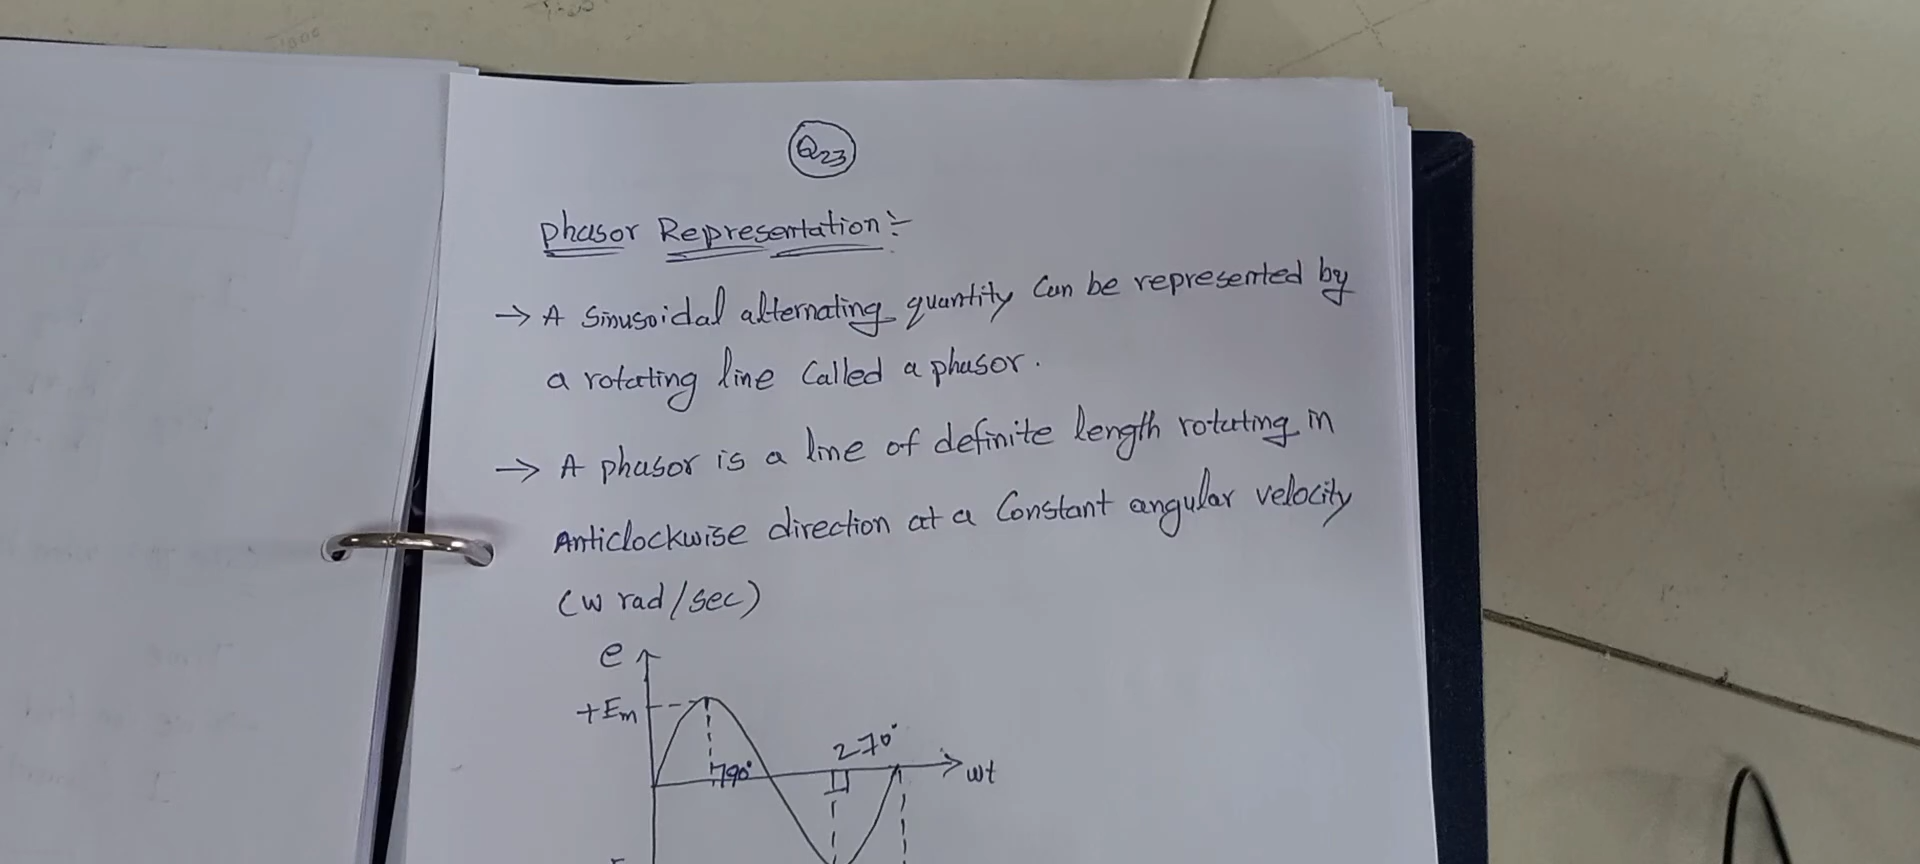 Q23
Phasor Representation:-
→ A Sinusoidal alternating quantity Can be represented by
a rotating line Called a phasor.
→ A phasor is a line of definite length rotating in
Anticlockwise direction at a Constant angular velocity
(w rad/sec)
e
+Em
90°
270°
wt